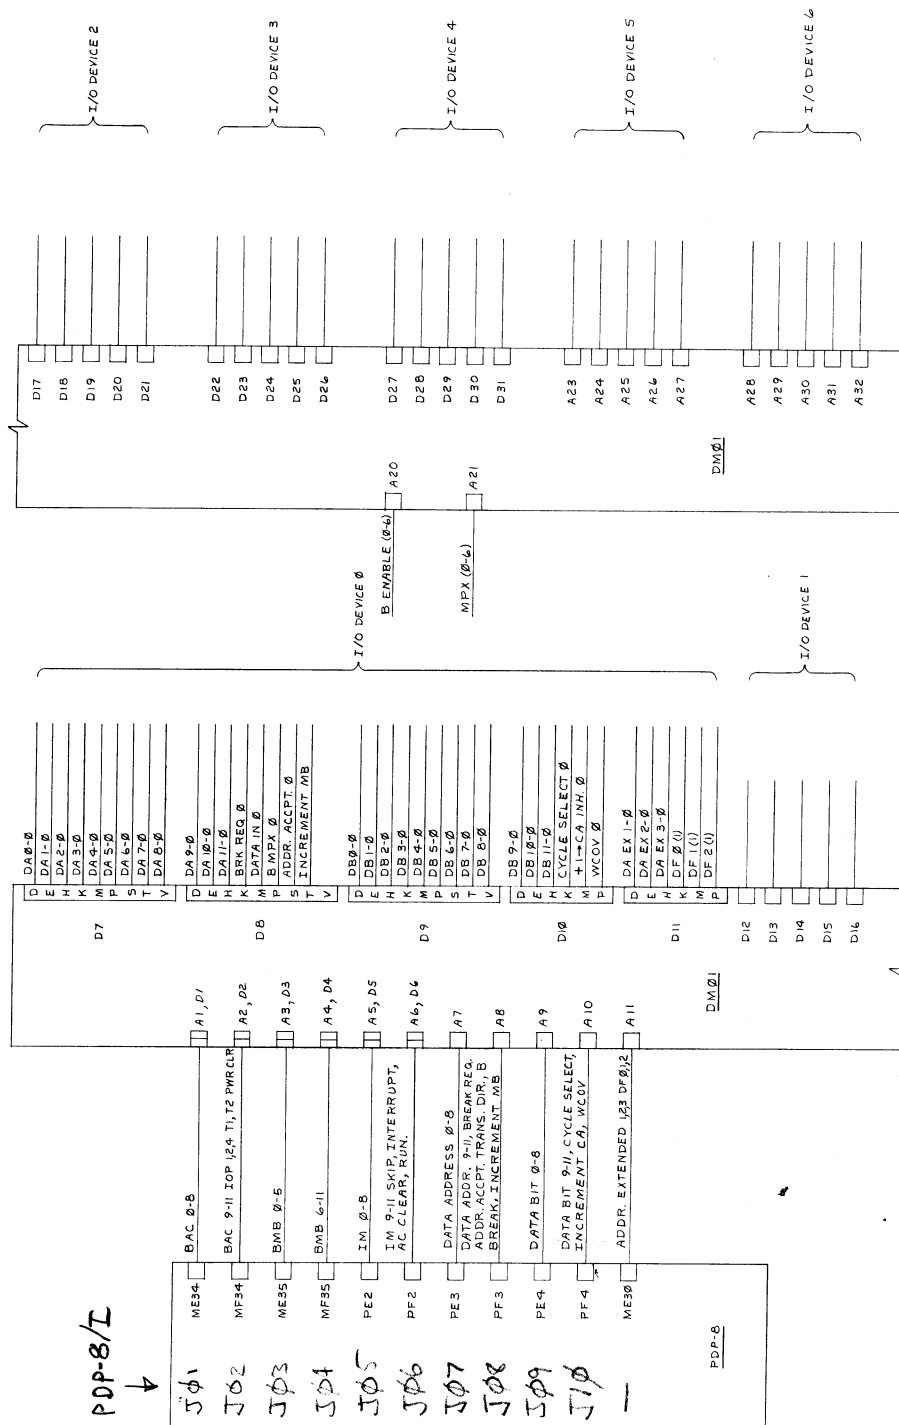 I/O DEVICE 2
I/O DEVICE 3
I/O DEVICE 4
I/O DEVICE 5
I/O DEVICE 6
D17
D18
D19
D20
D21
D22
D23
D24
D25
D26
D27
D28
D29
D30
D31
A23
A24
A25
A26
A27
A28
A29
A30
A31
A32
DMØ1
B ENABLE (Ø-6)
A20
MPX (Ø-6)
A21
I/O DEVICE Ø
I/O DEVICE 1
D7
D DAØ-Ø
E DA1-Ø
H DA2-Ø
K DA3-Ø
M DA4-Ø
P DA5-Ø
S DA6-Ø
T DA7-Ø
V DA8-Ø
D8
D DA9-Ø
E DA1Ø-Ø
H DA11-Ø
K BRK REQ Ø
M DATA IN Ø
P B MPX Ø
S ADDR. ACCPT. Ø
T INCREMENT MB
V
D9
D DBØ-Ø
E DB1-Ø
H DB2-Ø
K DB3-Ø
M DB4-Ø
P DB5-Ø
S DB6-Ø
T DB7-Ø
V DB8-Ø
D1Ø
D DB9-Ø
E DB1Ø-Ø
H DB11-Ø
K CYCLE SELECT Ø
M +1→CA INH. Ø
P WCOV Ø
D11
D DA EX 1-Ø
E DA EX 2-Ø
H DA EX 3-Ø
K DF Ø (1)
M DF 1 (1)
P DF 2 (1)
D12
D13
D14
D15
D16
DMØ1
PDP-8/I
↓
JØ1 ME34 BAC Ø-8 A1, D1
JØ2 MF34 BAC 9-11 IOP 1,2,4 T1, T2 PWR CLR A2, D2
JØ3 ME35 BMB Ø-5 A3, D3
JØ4 MF35 BMB 6-11 A4, D4
JØ5 PE2 IM Ø-8 A5, D5
JØ6 PF2 IM 9-11 SKIP, INTERRUPT,
AC CLEAR, RUN. A6, D6
JØ7 PE3 DATA ADDRESS Ø-8 A7
JØ8 PF3 DATA ADDR. 9-11, BREAK REQ.
ADDR. ACCPT. TRANS. DIR., B
BREAK, INCREMENT MB A8
JØ9 PE4 DATA BIT Ø-8 A9
J1Ø PF4 DATA BIT 9-11, CYCLE SELECT,
INCREMENT CA, WCOV A10
— ME3Ø ADDR. EXTENDED 1,2,3 DFØ,1,2 A11
PDP-8